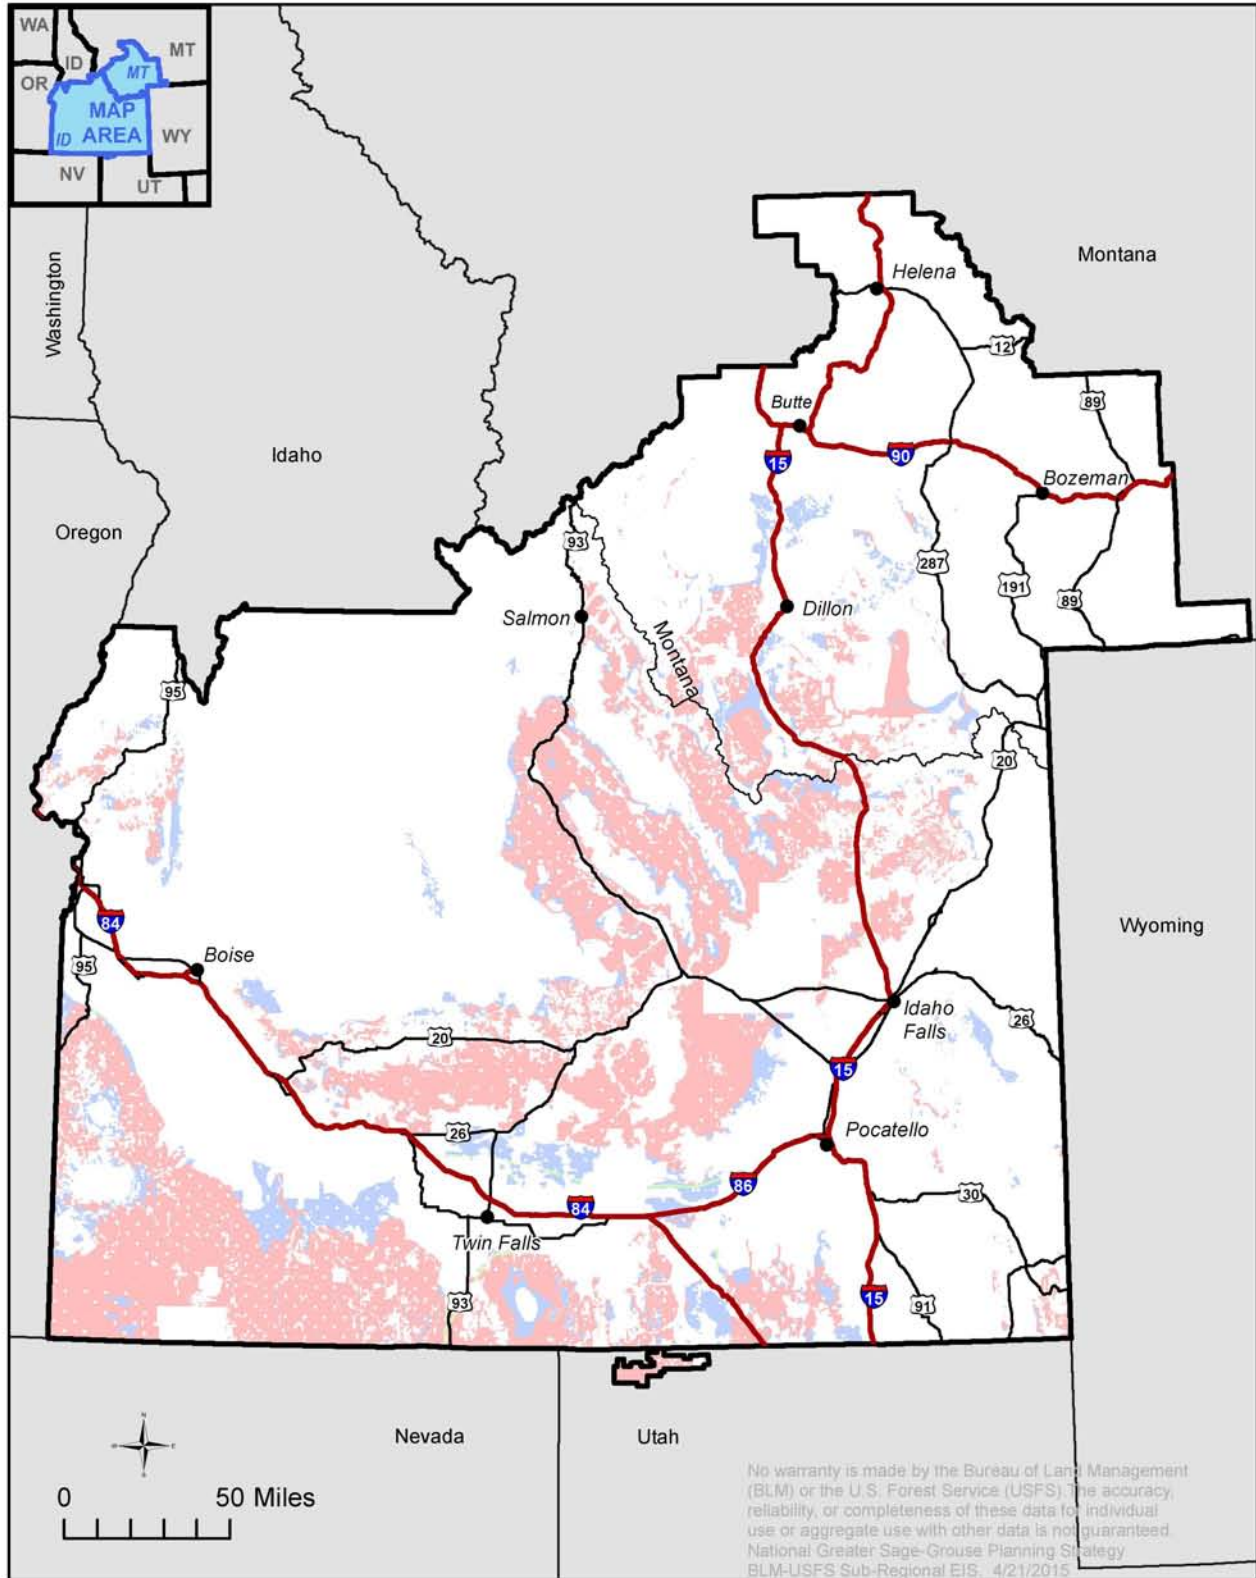 WA
MT
ID
MT
OR
MAP
AREA
ID
WY
NV
UT
Washington
Montana
Helena
12
Butte
89
Idaho
15
90
Bozeman
Oregon
93
287
191
89
Salmon
Dillon
Montana
95
20
84
Wyoming
Boise
95
Idaho
Falls
26
20
15
26
Pocatello
86
84
30
Twin Falls
93
15
91
Nevada
Utah
N
E
S
W
0
50 Miles
No warranty is made by the Bureau of Land Management
(BLM) or the U.S. Forest Service (USFS). The accuracy,
reliability, or completeness of these data for individual
use or aggregate use with other data is not guaranteed.
National Greater Sage-Grouse Planning Strategy
BLM-USFS Sub-Regional EIS. 4/21/2015